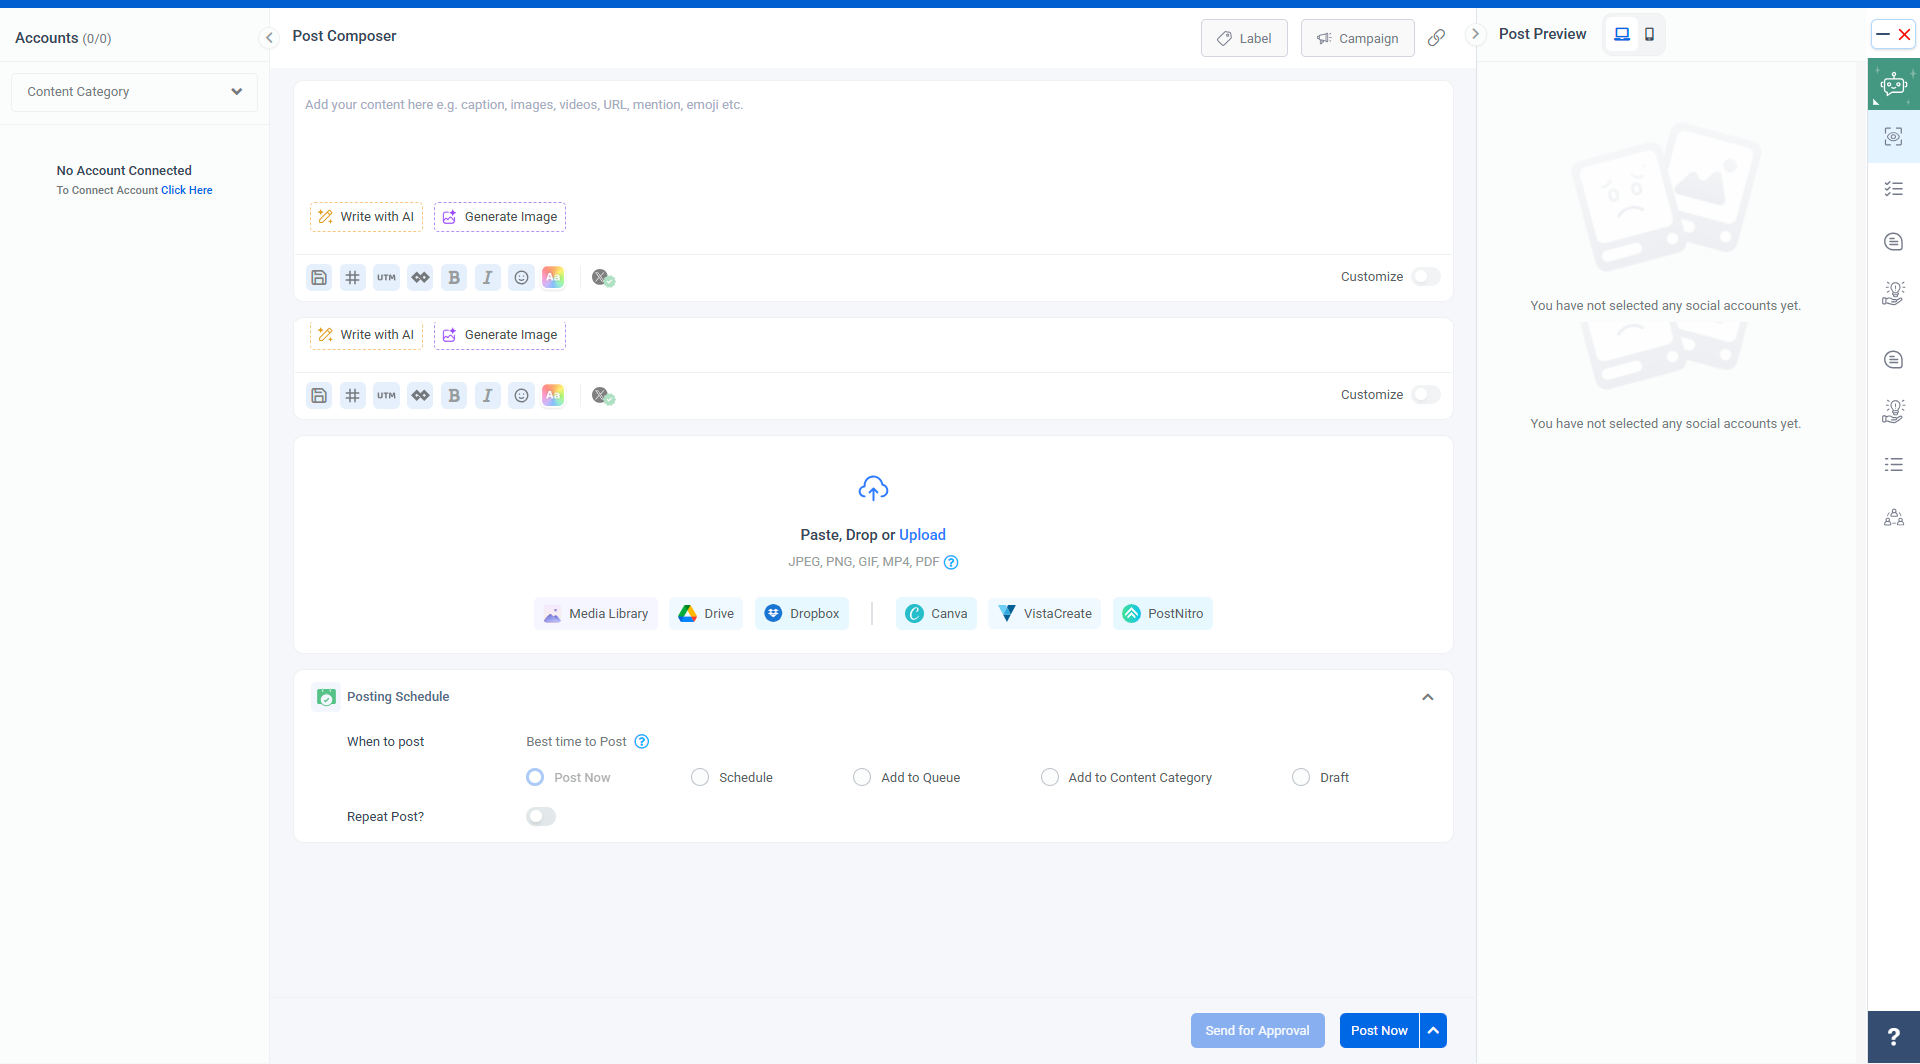 Accounts (0/0)
Content Category
No Account Connected
To Connect Account Click Here
Post Composer
Label
Campaign
Add your content here e.g. caption, images, videos, URL, mention, emoji etc.
Write with AI
Generate Image
UTM
B
I
Aa
Customize
Write with AI
Generate Image
UTM
B
I
Aa
Customize
Paste, Drop or Upload
JPEG, PNG, GIF, MP4, PDF ?
Media Library
Drive
Dropbox
Canva
VistaCreate
PostNitro
Posting Schedule
When to post
Best time to Post ?
Post Now
Schedule
Add to Queue
Add to Content Category
Draft
Repeat Post?
Send for Approval
Post Now
Post Preview
You have not selected any social accounts yet.
You have not selected any social accounts yet.
?